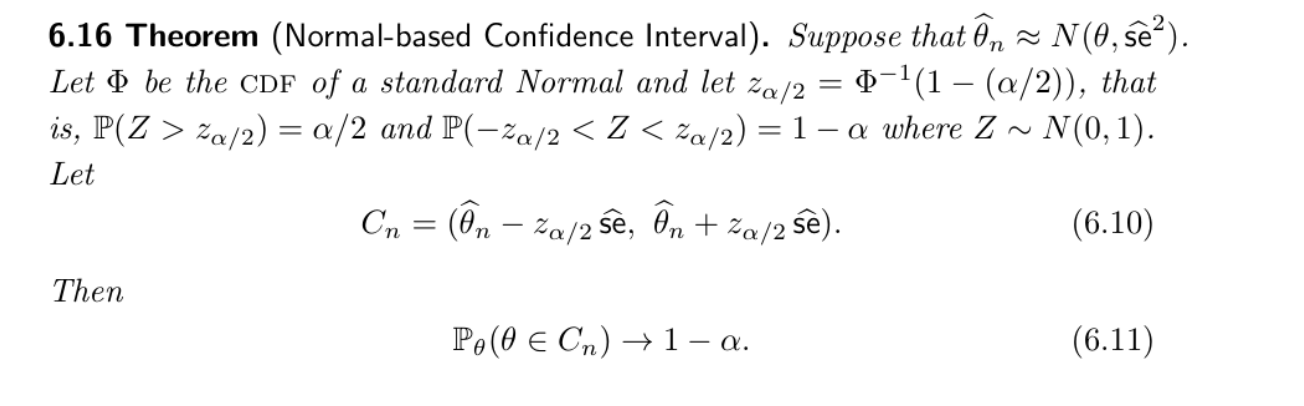 6.16 Theorem (Normal-based Confidence Interval). Suppose that θ̂ₙ ≈ N(θ, sê²).
Let Φ be the CDF of a standard Normal and let z_{α/2} = Φ⁻¹(1 − (α/2)), that
is, ℙ(Z > z_{α/2}) = α/2 and ℙ(−z_{α/2} < Z < z_{α/2}) = 1 − α where Z ∼ N(0, 1).
Let
Cₙ = (θ̂ₙ − z_{α/2} sê, θ̂ₙ + z_{α/2} sê). (6.10)
Then
ℙ_θ(θ ∈ Cₙ) → 1 − α. (6.11)